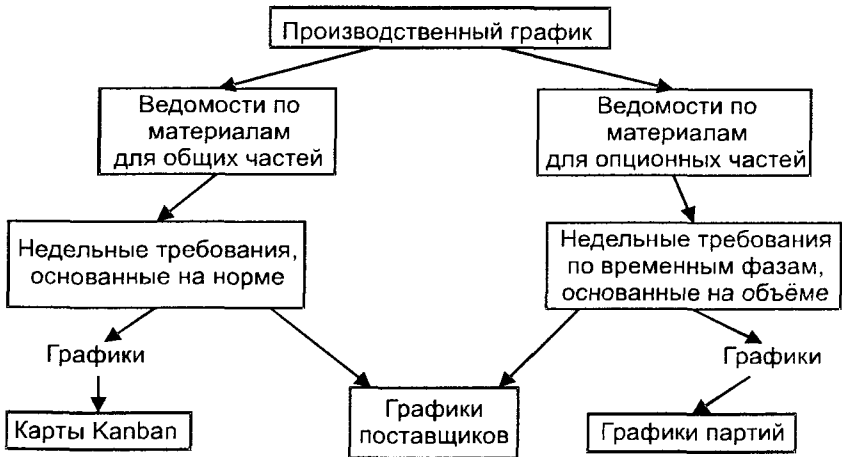 Производственный график
Ведомости по
материалам
для общих частей
Ведомости по
материалам
для опционных частей
Недельные требования,
основанные на норме
Недельные требования
по временным фазам,
основанные на объёме
Графики
Графики
Карты Kanban
Графики
поставщиков
Графики партий